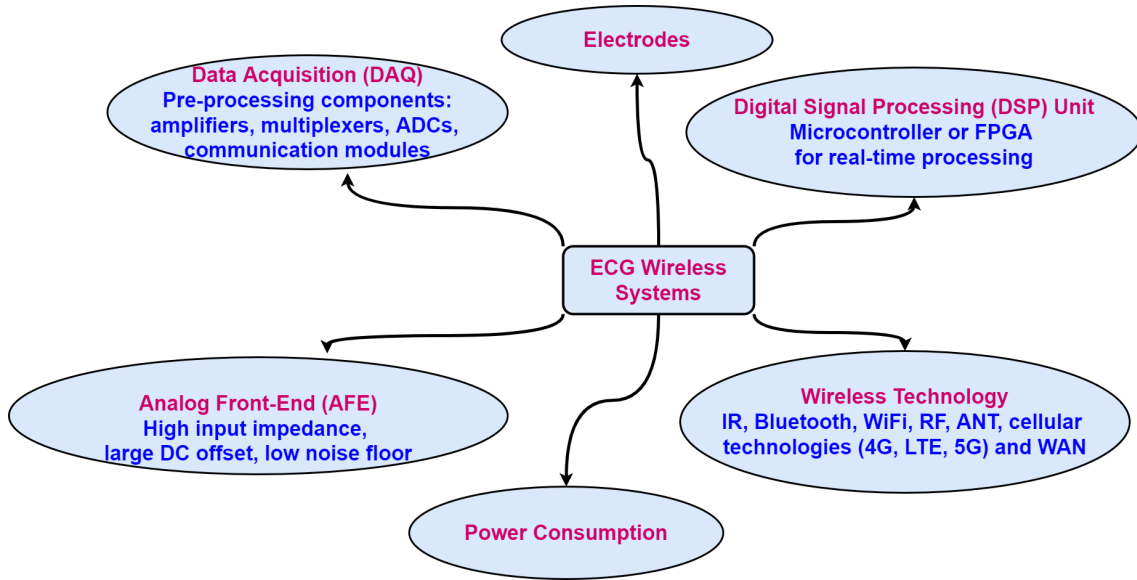 Electrodes
Data Acquisition (DAQ)
Pre-processing components:
amplifiers, multiplexers, ADCs,
communication modules
Digital Signal Processing (DSP) Unit
Microcontroller or FPGA
for real-time processing
ECG Wireless
Systems
Analog Front-End (AFE)
High input impedance,
large DC offset, low noise floor
Wireless Technology
IR, Bluetooth, WiFi, RF, ANT, cellular
technologies (4G, LTE, 5G) and WAN
Power Consumption